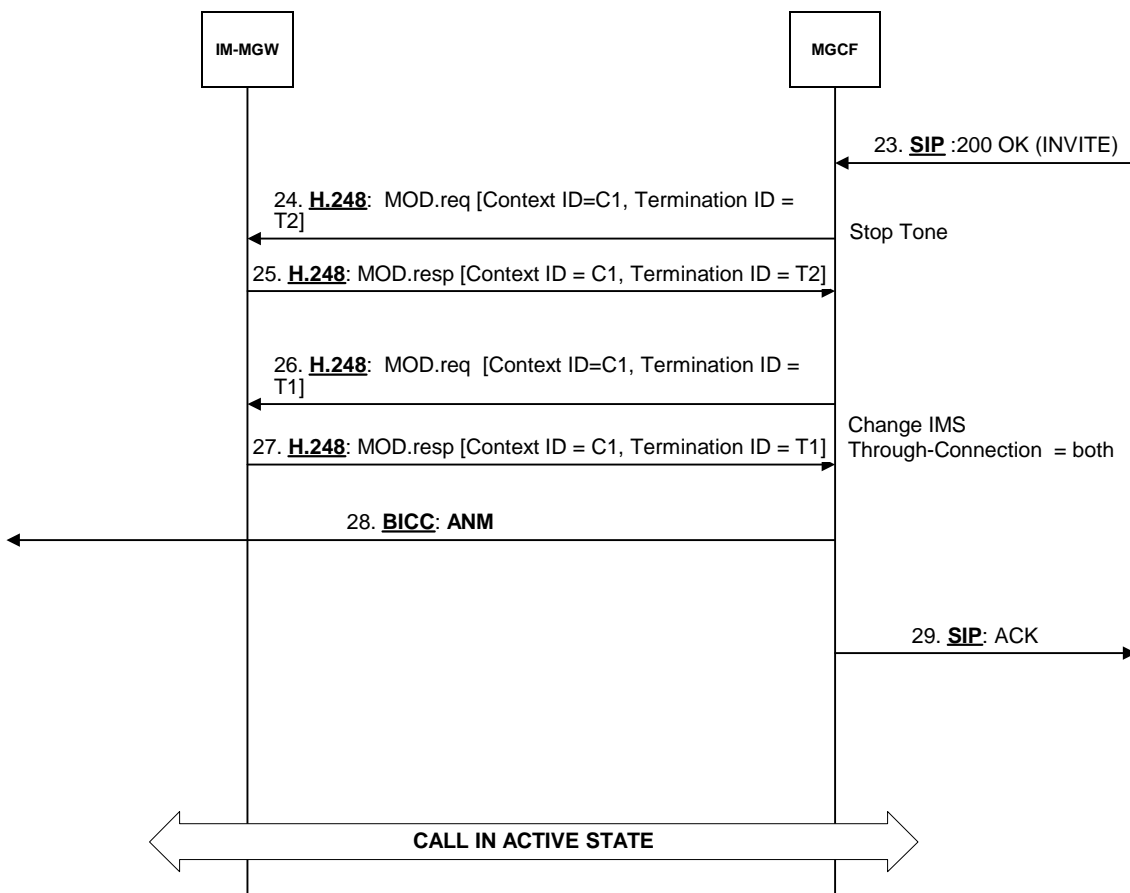 IM-MGW
MGCF
23. SIP :200 OK (INVITE)
24. H.248:  MOD.req [Context ID=C1, Termination ID =
T2]
Stop Tone
25. H.248: MOD.resp [Context ID = C1, Termination ID = T2]
26. H.248:  MOD.req  [Context ID=C1, Termination ID =
T1]
Change IMS
Through-Connection  = both
27. H.248: MOD.resp [Context ID = C1, Termination ID = T1]
28. BICC: ANM
29. SIP: ACK
CALL IN ACTIVE STATE